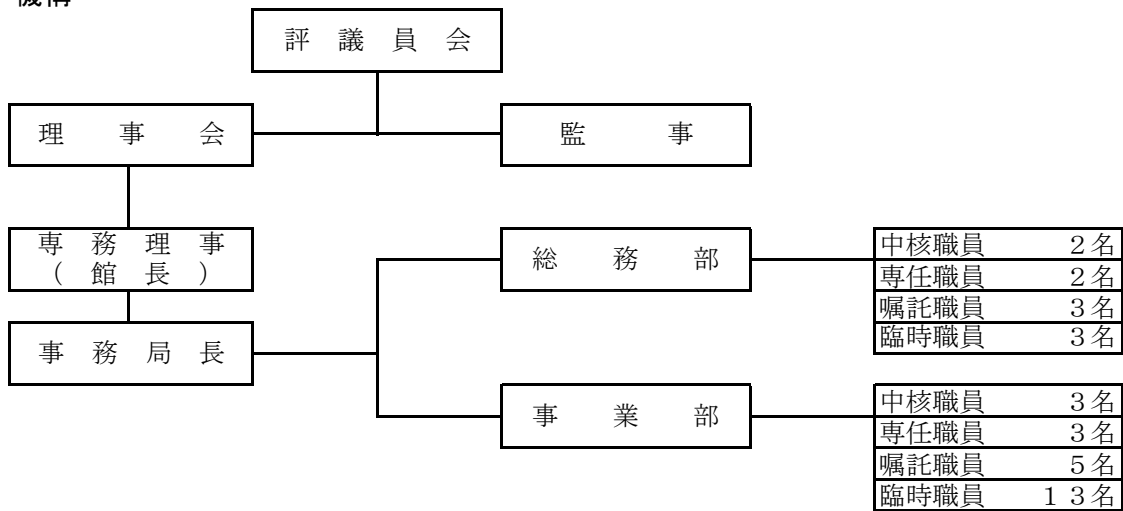 機構
評議員会
理事会
監事
専務理事
(館長)
総務部
中核職員 2名
専任職員 2名
嘱託職員 3名
臨時職員 3名
事務局長
事業部
中核職員 3名
専任職員 3名
嘱託職員 5名
臨時職員 13名